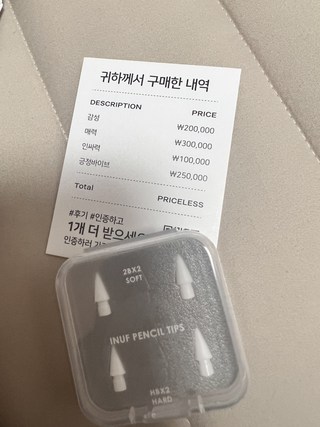 귀하께서 구매한 내역
DESCRIPTION PRICE
감성 ₩200,000
매력 ₩300,000
인싸력 ₩100,000
긍정바이브 ₩250,000
Total PRICELESS
#후기 #인증하고
1개 더 받으세요
인증하러
2BX2
SOFT
INUF PENCIL TIPS
HBX2
HARD